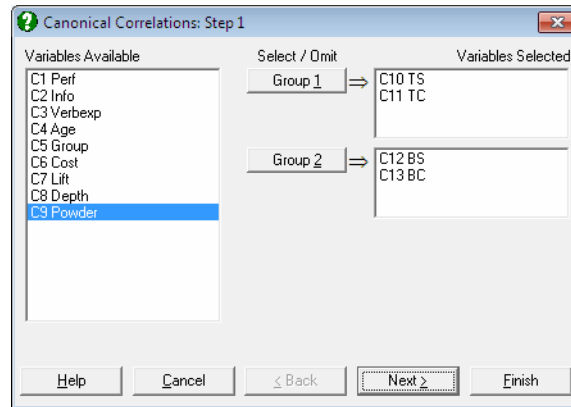 Canonical Correlations: Step 1
Variables Available
Select / Omit
Variables Selected
C1 Perf
C2 Info
C3 Verbexp
C4 Age
C5 Group
C6 Cost
C7 Lift
C8 Depth
C9 Powder
Group 1
C10 TS
C11 TC
Group 2
C12 BS
C13 BC
Help
Cancel
< Back
Next >
Finish